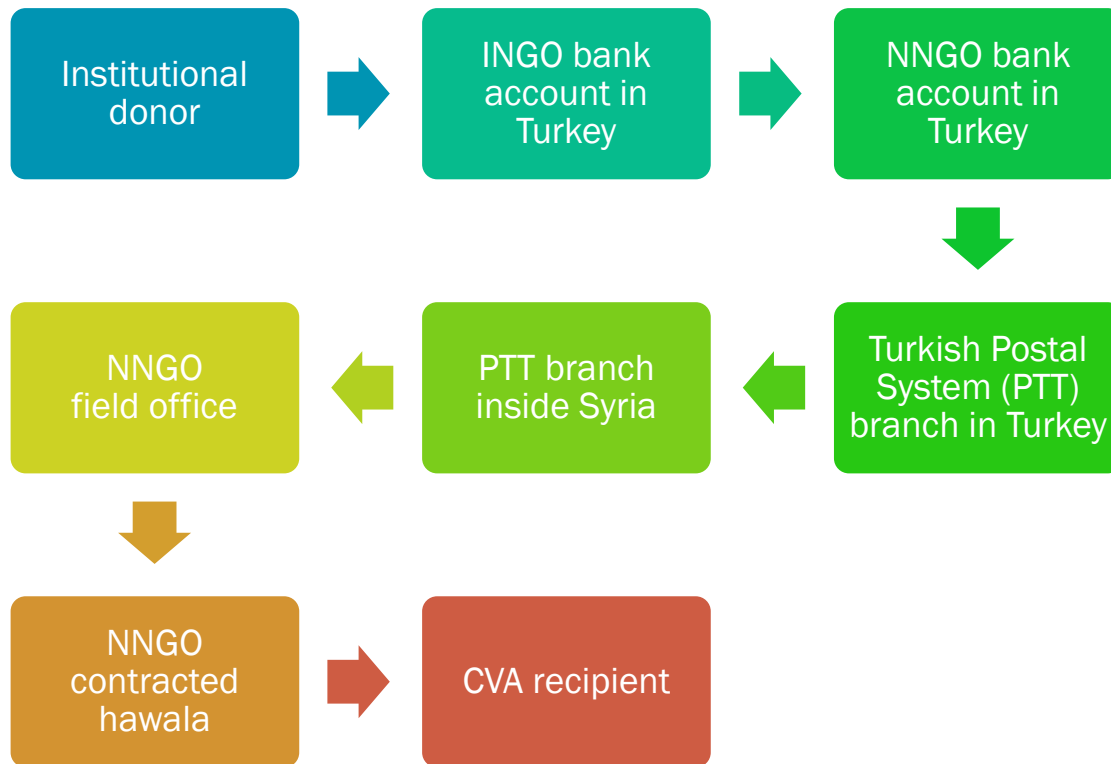 Institutional
donor
INGO bank
account in
Turkey
NNGO bank
account in
Turkey
Turkish Postal
System (PTT)
branch in Turkey
PTT branch
inside Syria
NNGO
field office
NNGO
contracted
hawala
CVA recipient